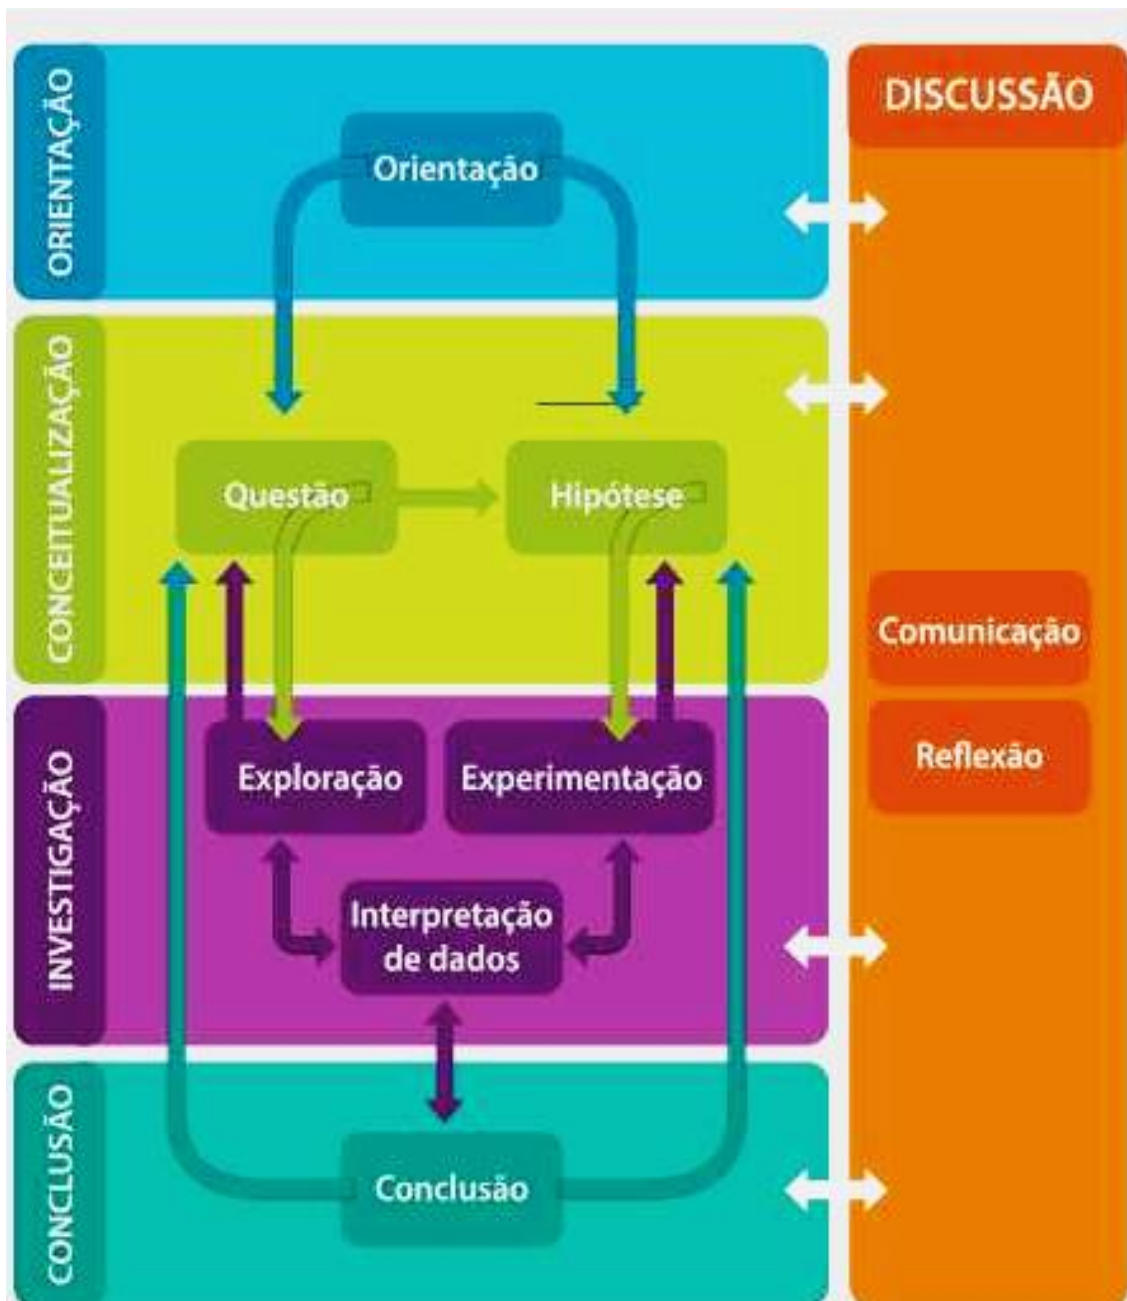 ORIENTAÇÃO
Orientação
CONCEITUALIZAÇÃO
Questão
Hipótese
INVESTIGAÇÃO
Exploração
Experimentação
Interpretação
de dados
CONCLUSÃO
Conclusão
DISCUSSÃO
Comunicação
Reflexão